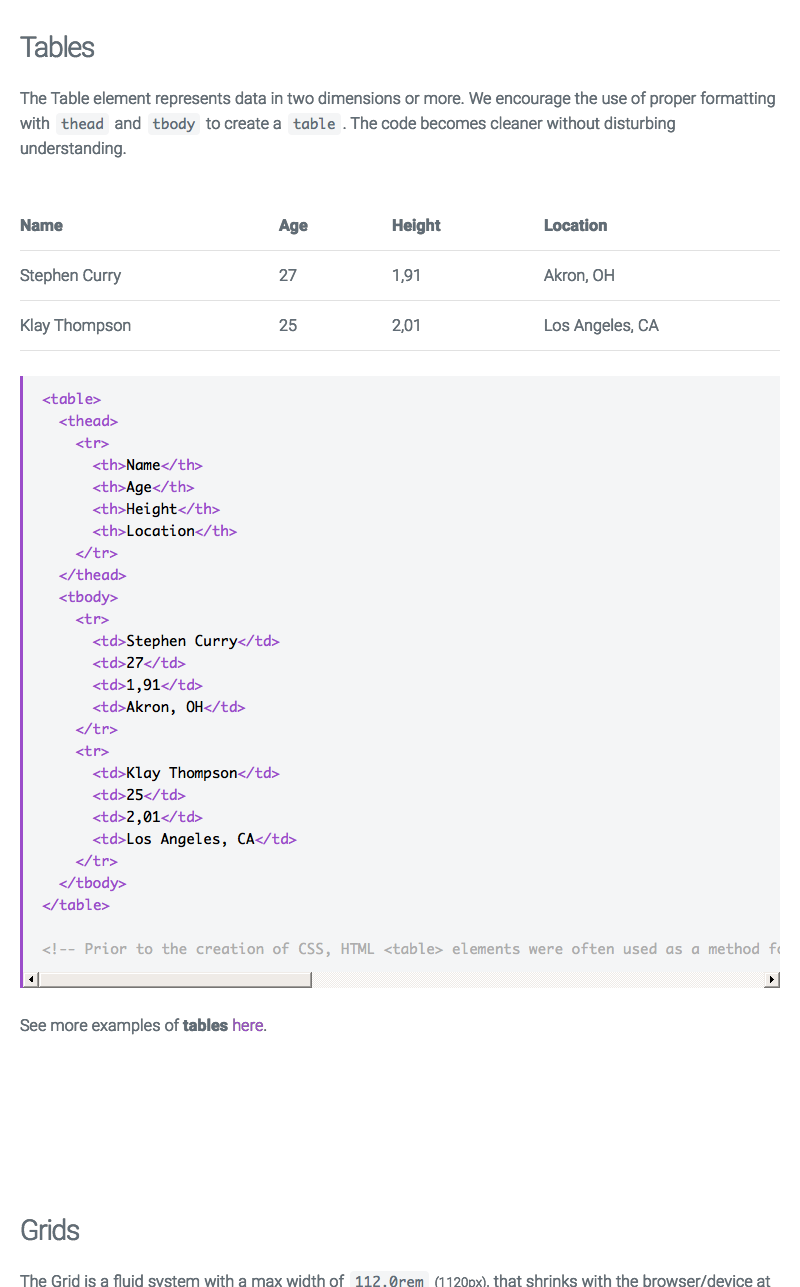 Tables
The Table element represents data in two dimensions or more. We encourage the use of proper formatting
with thead and tbody to create a table. The code becomes cleaner without disturbing
understanding.
Name Age Height Location
Stephen Curry 27 1,91 Akron, OH
Klay Thompson 25 2,01 Los Angeles, CA
<table>
  <thead>
    <tr>
      <th>Name</th>
      <th>Age</th>
      <th>Height</th>
      <th>Location</th>
    </tr>
  </thead>
  <tbody>
    <tr>
      <td>Stephen Curry</td>
      <td>27</td>
      <td>1,91</td>
      <td>Akron, OH</td>
    </tr>
    <tr>
      <td>Klay Thompson</td>
      <td>25</td>
      <td>2,01</td>
      <td>Los Angeles, CA</td>
    </tr>
  </tbody>
</table>
<!-- Prior to the creation of CSS, HTML <table> elements were often used as a method
See more examples of tables here.
Grids
The Grid is a fluid system with a max width of 112.0rem (1120px), that shrinks with the browser/device at